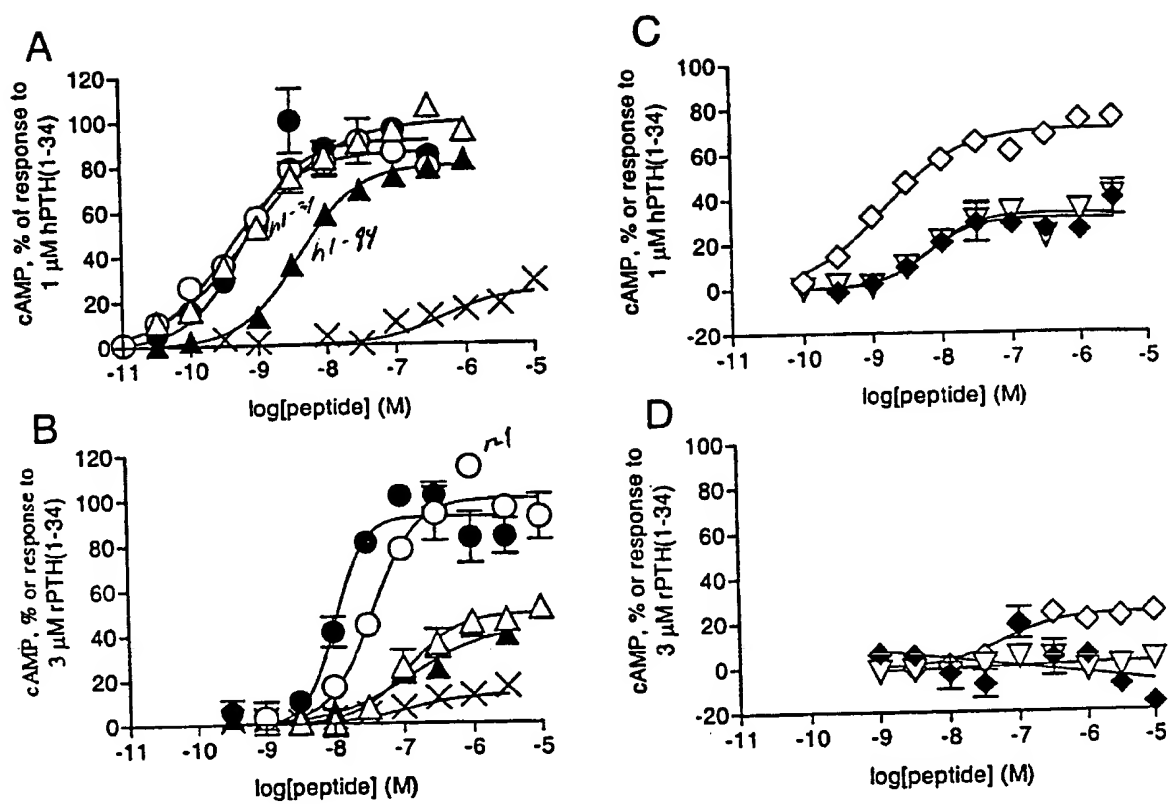 A
cAMP, % of response to
1 µM hPTH(1-34)
120
100
80
60
40
20
0
-11 -10 -9 -8 -7 -6 -5
log[peptide] (M)
C
cAMP, % or response to
1 µM hPTH(1-34)
100
80
60
40
20
0
-20
-11 -10 -9 -8 -7 -6 -5
log[peptide] (M)
B
cAMP, % or response to
3 µM rPTH(1-34)
120
100
80
60
40
20
0
-11 -10 -9 -8 -7 -6 -5
log[peptide] (M)
D
cAMP, % or response to
3 µM rPTH(1-34)
100
80
60
40
20
0
-20
-11 -10 -9 -8 -7 -6 -5
log[peptide] (M)